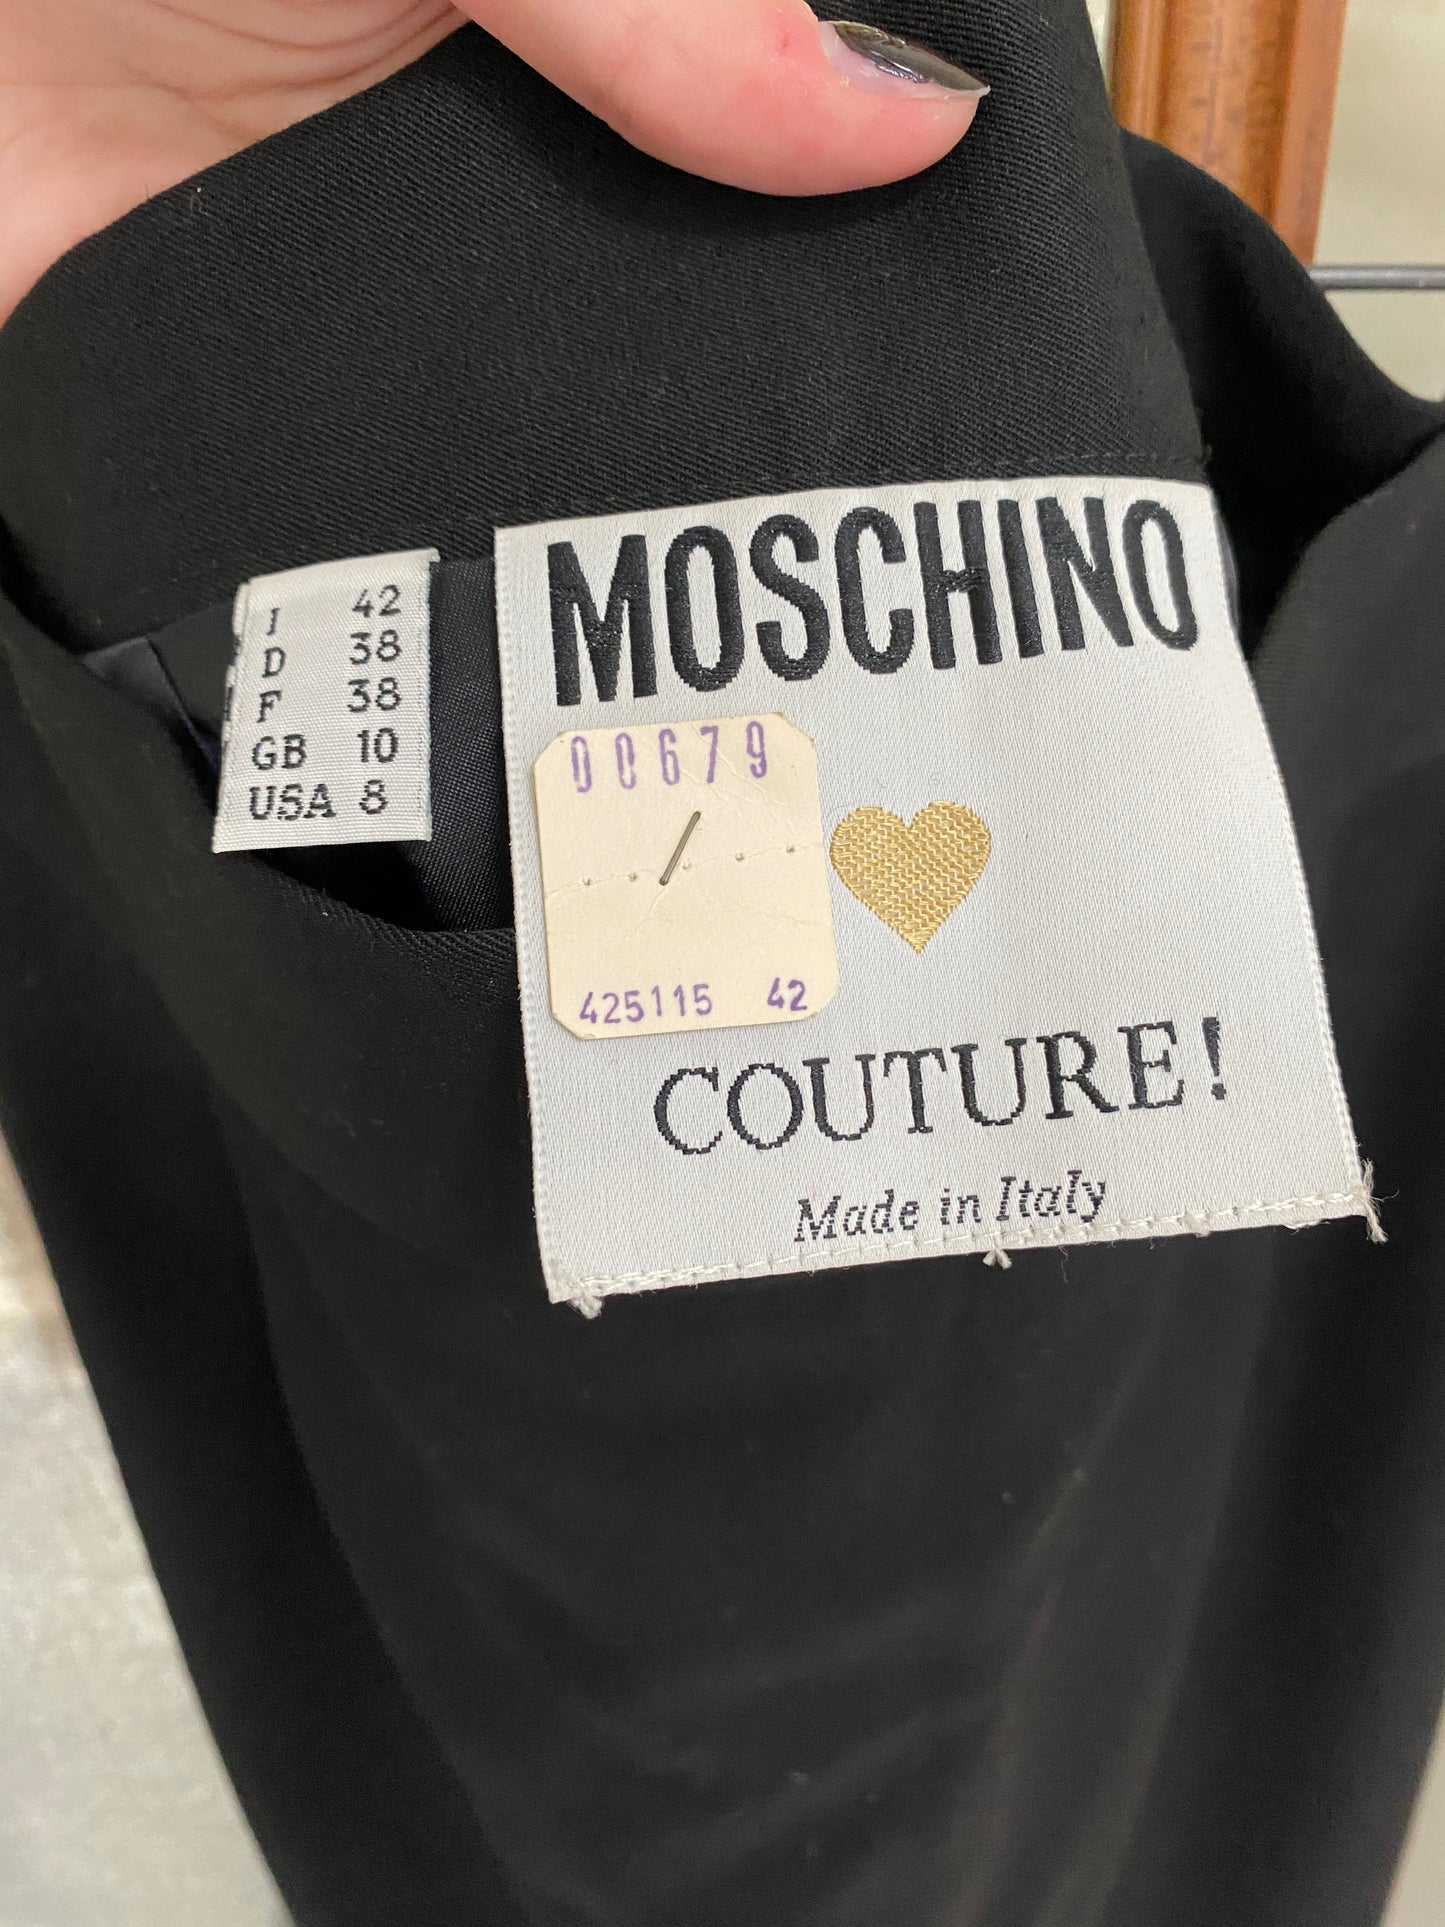 MOSCHINO
I 42
D 38
F 38
GB 10
USA 8
00679
425115 42
COUTURE!
Made in Italy